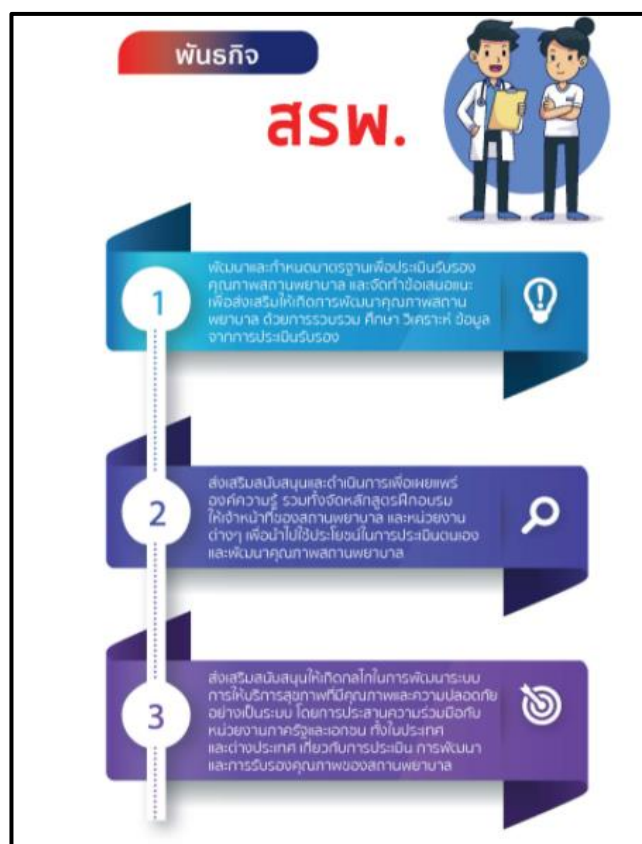 พันธกิจ
สรพ.
1
พัฒนาและกำหนดมาตรฐานเพื่อประเมินรับรอง
คุณภาพสถานพยาบาล และจัดทำข้อเสนอแนะ
เพื่อส่งเสริมให้เกิดการพัฒนาคุณภาพสถาน
พยาบาล ด้วยการรวบรวม ศึกษา วิเคราะห์ ข้อมูล
จากการประเมินรับรอง
2
ส่งเสริมสนับสนุนและดำเนินการเพื่อเผยแพร่
องค์ความรู้ รวมทั้งจัดหลักสูตรฝึกอบรม
ให้เจ้าหน้าที่ของสถานพยาบาล และหน่วยงาน
ต่างๆ เพื่อนำไปใช้ประโยชน์ในการประเมินตนเอง
และพัฒนาคุณภาพสถานพยาบาล
3
ส่งเสริมสนับสนุนให้เกิดกลไกในการพัฒนาระบบ
การให้บริการสุขภาพที่มีคุณภาพและความปลอดภัย
อย่างเป็นระบบ โดยการประสานความร่วมมือกับ
หน่วยงานภาครัฐและเอกชน ทั้งในประเทศ
และต่างประเทศ เกี่ยวกับการประเมิน การพัฒนา
และการรับรองคุณภาพของสถานพยาบาล